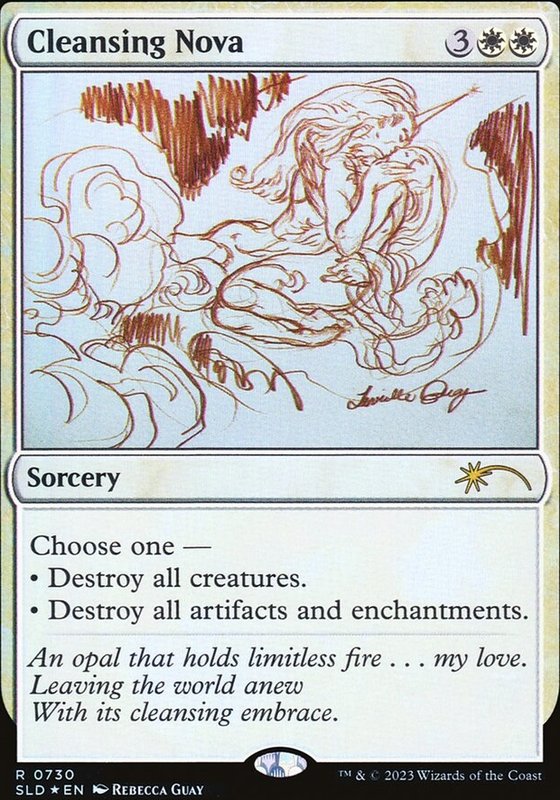 Cleansing Nova 3
Sorcery
Choose one —
• Destroy all creatures.
• Destroy all artifacts and enchantments.
An opal that holds limitless fire . . . my love.
Leaving the world anew
With its cleansing embrace.
R 0730
SLD ★ EN Rebecca Guay
™ & © 2023 Wizards of the Coast